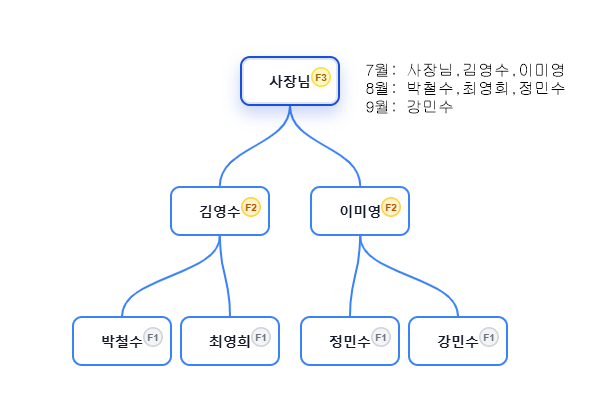 사장님 F3
7월: 사장님,김영수,이미영
8월: 박철수,최영희,정민수
9월: 강민수
김영수 F2
이미영 F2
박철수 F1
최영희 F1
정민수 F1
강민수 F1